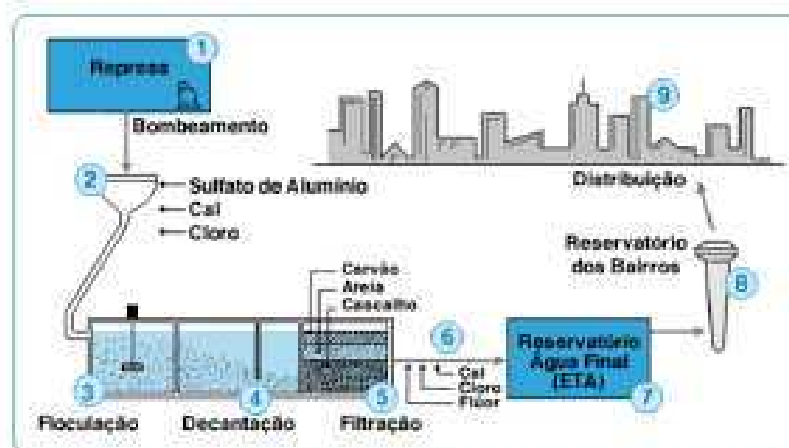 1
Represa
Bombeamento
2
Sulfato de Alumínio
Cal
Cloro
9
Distribuição
Reservatório
dos Bairros
8
Carvão
Areia
Cascalho
3
4
5
Floculação
Decantação
Filtração
6
Cal
Cloro
Flúor
Reservatório
Água Final
(ETA)
7